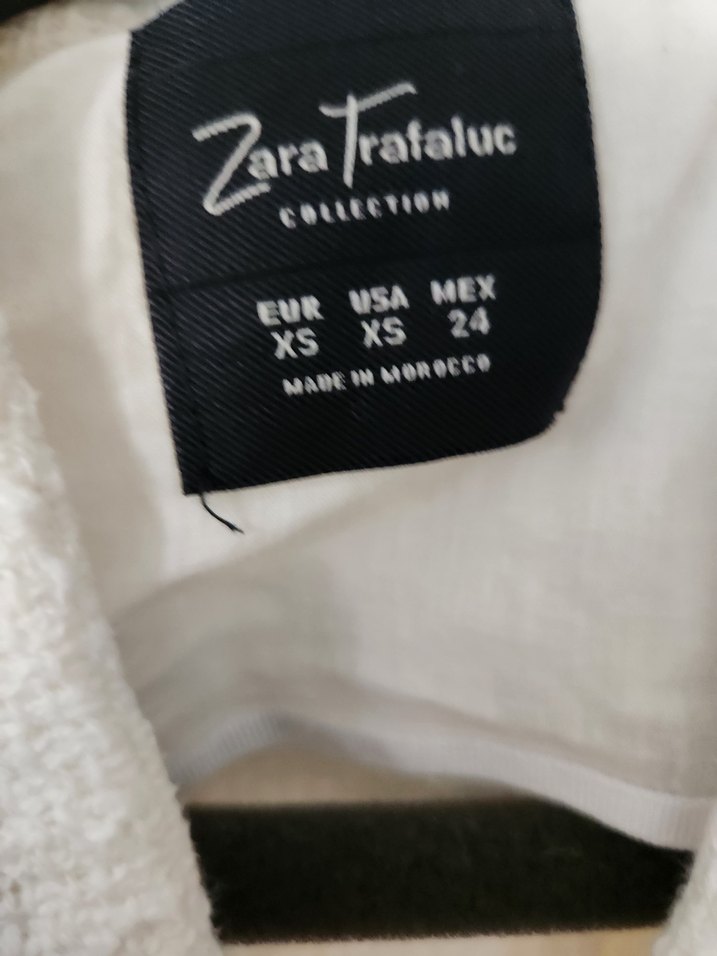 Zara Trafaluc
COLLECTION
EUR USA MEX
XS XS 24
MADE IN MOROCCO